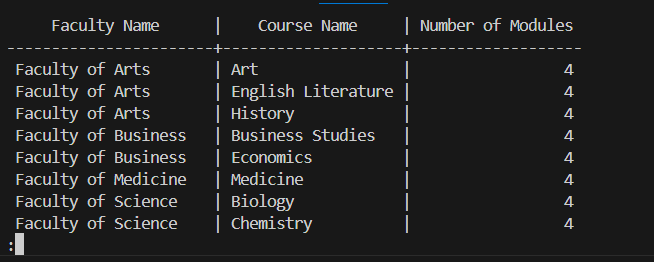 Faculty Name | Course Name | Number of Modules
------------------------+---------------------+-------------------
Faculty of Arts | Art | 4
Faculty of Arts | English Literature | 4
Faculty of Arts | History | 4
Faculty of Business | Business Studies | 4
Faculty of Business | Economics | 4
Faculty of Medicine | Medicine | 4
Faculty of Science | Biology | 4
Faculty of Science | Chemistry | 4
: